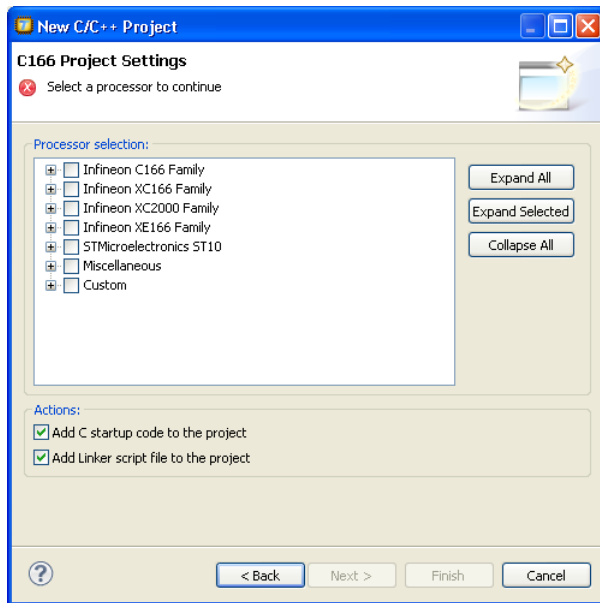 New C/C++ Project
C166 Project Settings
Select a processor to continue
Processor selection:
Infineon C166 Family
Infineon XC166 Family
Infineon XC2000 Family
Infineon XE166 Family
STMicroelectronics ST10
Miscellaneous
Custom
Expand All
Expand Selected
Collapse All
Actions:
Add C startup code to the project
Add Linker script file to the project
?
< Back
Next >
Finish
Cancel